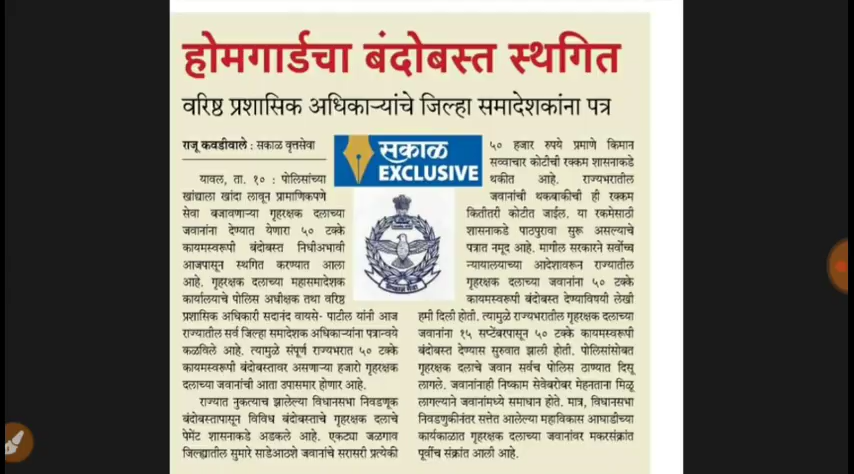 होमगार्डचा बंदोबस्त स्थगित
वरिष्ठ प्रशासिक अधिकाऱ्यांचे जिल्हा समादेशकांना पत्र
राजू कवडीवाले : सकाळ वृत्तसेवा
यावल, ता. १० : पोलिसांच्या
खांद्याला खांदा लावून प्रामाणिकपणे
सेवा बजावणाऱ्या गृहरक्षक दलाच्या
जवानांना देण्यात येणारा ५० टक्के
कायमस्वरूपी बंदोबस्त निधीअभावी
आजपासून स्थगित करण्यात आला
आहे. गृहरक्षक दलाच्या महासमादेशक
कार्यालयाचे पोलिस अधीक्षक तथा वरिष्ठ
प्रशासिक अधिकारी सदानंद वायसे- पाटील यांनी आज
राज्यातील सर्व जिल्हा समादेशक अधिकाऱ्यांना पत्रान्वये
कळविले आहे. त्यामुळे संपूर्ण राज्यभरात ५० टक्के
कायमस्वरूपी बंदोबस्तावर असणाऱ्या हजारो गृहरक्षक
दलाच्या जवानांची आता उपासमार होणार आहे.
राज्यात नुकत्याच झालेल्या विधानसभा निवडणूक
बंदोबस्तापासून विविध बंदोबस्ताचे गृहरक्षक दलाचे
पेमेंट शासनाकडे अडकले आहे. एकट्या जळगाव
जिल्ह्यातील सुमारे साडेआठशे जवानांचे सरासरी प्रत्येकी
सकाळ
EXCLUSIVE
५० हजार रुपये प्रमाणे किमान
सव्वाचार कोटीची रक्कम शासनाकडे
थकीत आहे. राज्यभरातील
जवानांची थकबाकीची ही रक्कम
कितीतरी कोटीत जाईल. या रकमेसाठी
शासनाकडे पाठपुरावा सुरू असल्याचे
पत्रात नमूद आहे. मागील सरकारने सर्वोच्च
न्यायालयाच्या आदेशावरून राज्यातील
गृहरक्षक दलाच्या जवानांना ५० टक्के
कायमस्वरूपी बंदोबस्त देण्याविषयी लेखी
हमी दिली होती. त्यामुळे राज्यभरातील गृहरक्षक दलाच्या
जवानांना १५ सप्टेंबरपासून ५० टक्के कायमस्वरूपी
बंदोबस्त देण्यास सुरुवात झाली होती. पोलिसांसोबत
गृहरक्षक दलाचे जवान सर्वच पोलिस ठाण्यात दिसू
लागले. जवानांनाही निष्काम सेवेबरोबर मेहनताना मिळू
लागल्याने जवानांमध्ये समाधान होते. मात्र, विधानसभा
निवडणुकीनंतर सत्तेत आलेल्या महाविकास आघाडीच्या
कार्यकाळात गृहरक्षक दलाच्या जवानांवर मकरसंक्रांत
पूर्वीच संक्रांत आली आहे.